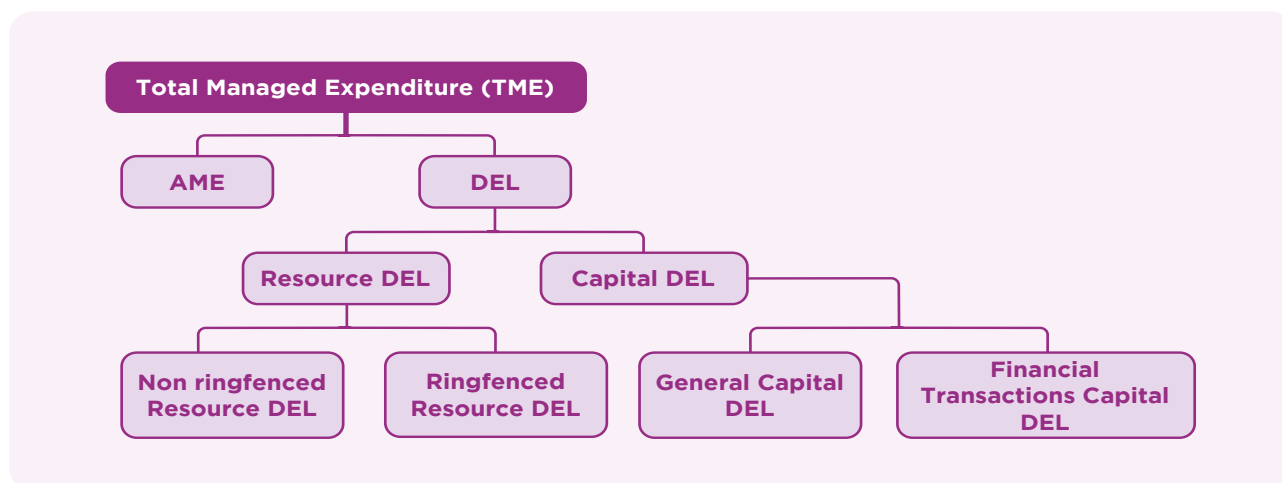 Total Managed Expenditure (TME)
AME
DEL
Resource DEL
Capital DEL
Non ringfenced
Resource DEL
Ringfenced
Resource DEL
General Capital
DEL
Financial
Transactions Capital
DEL